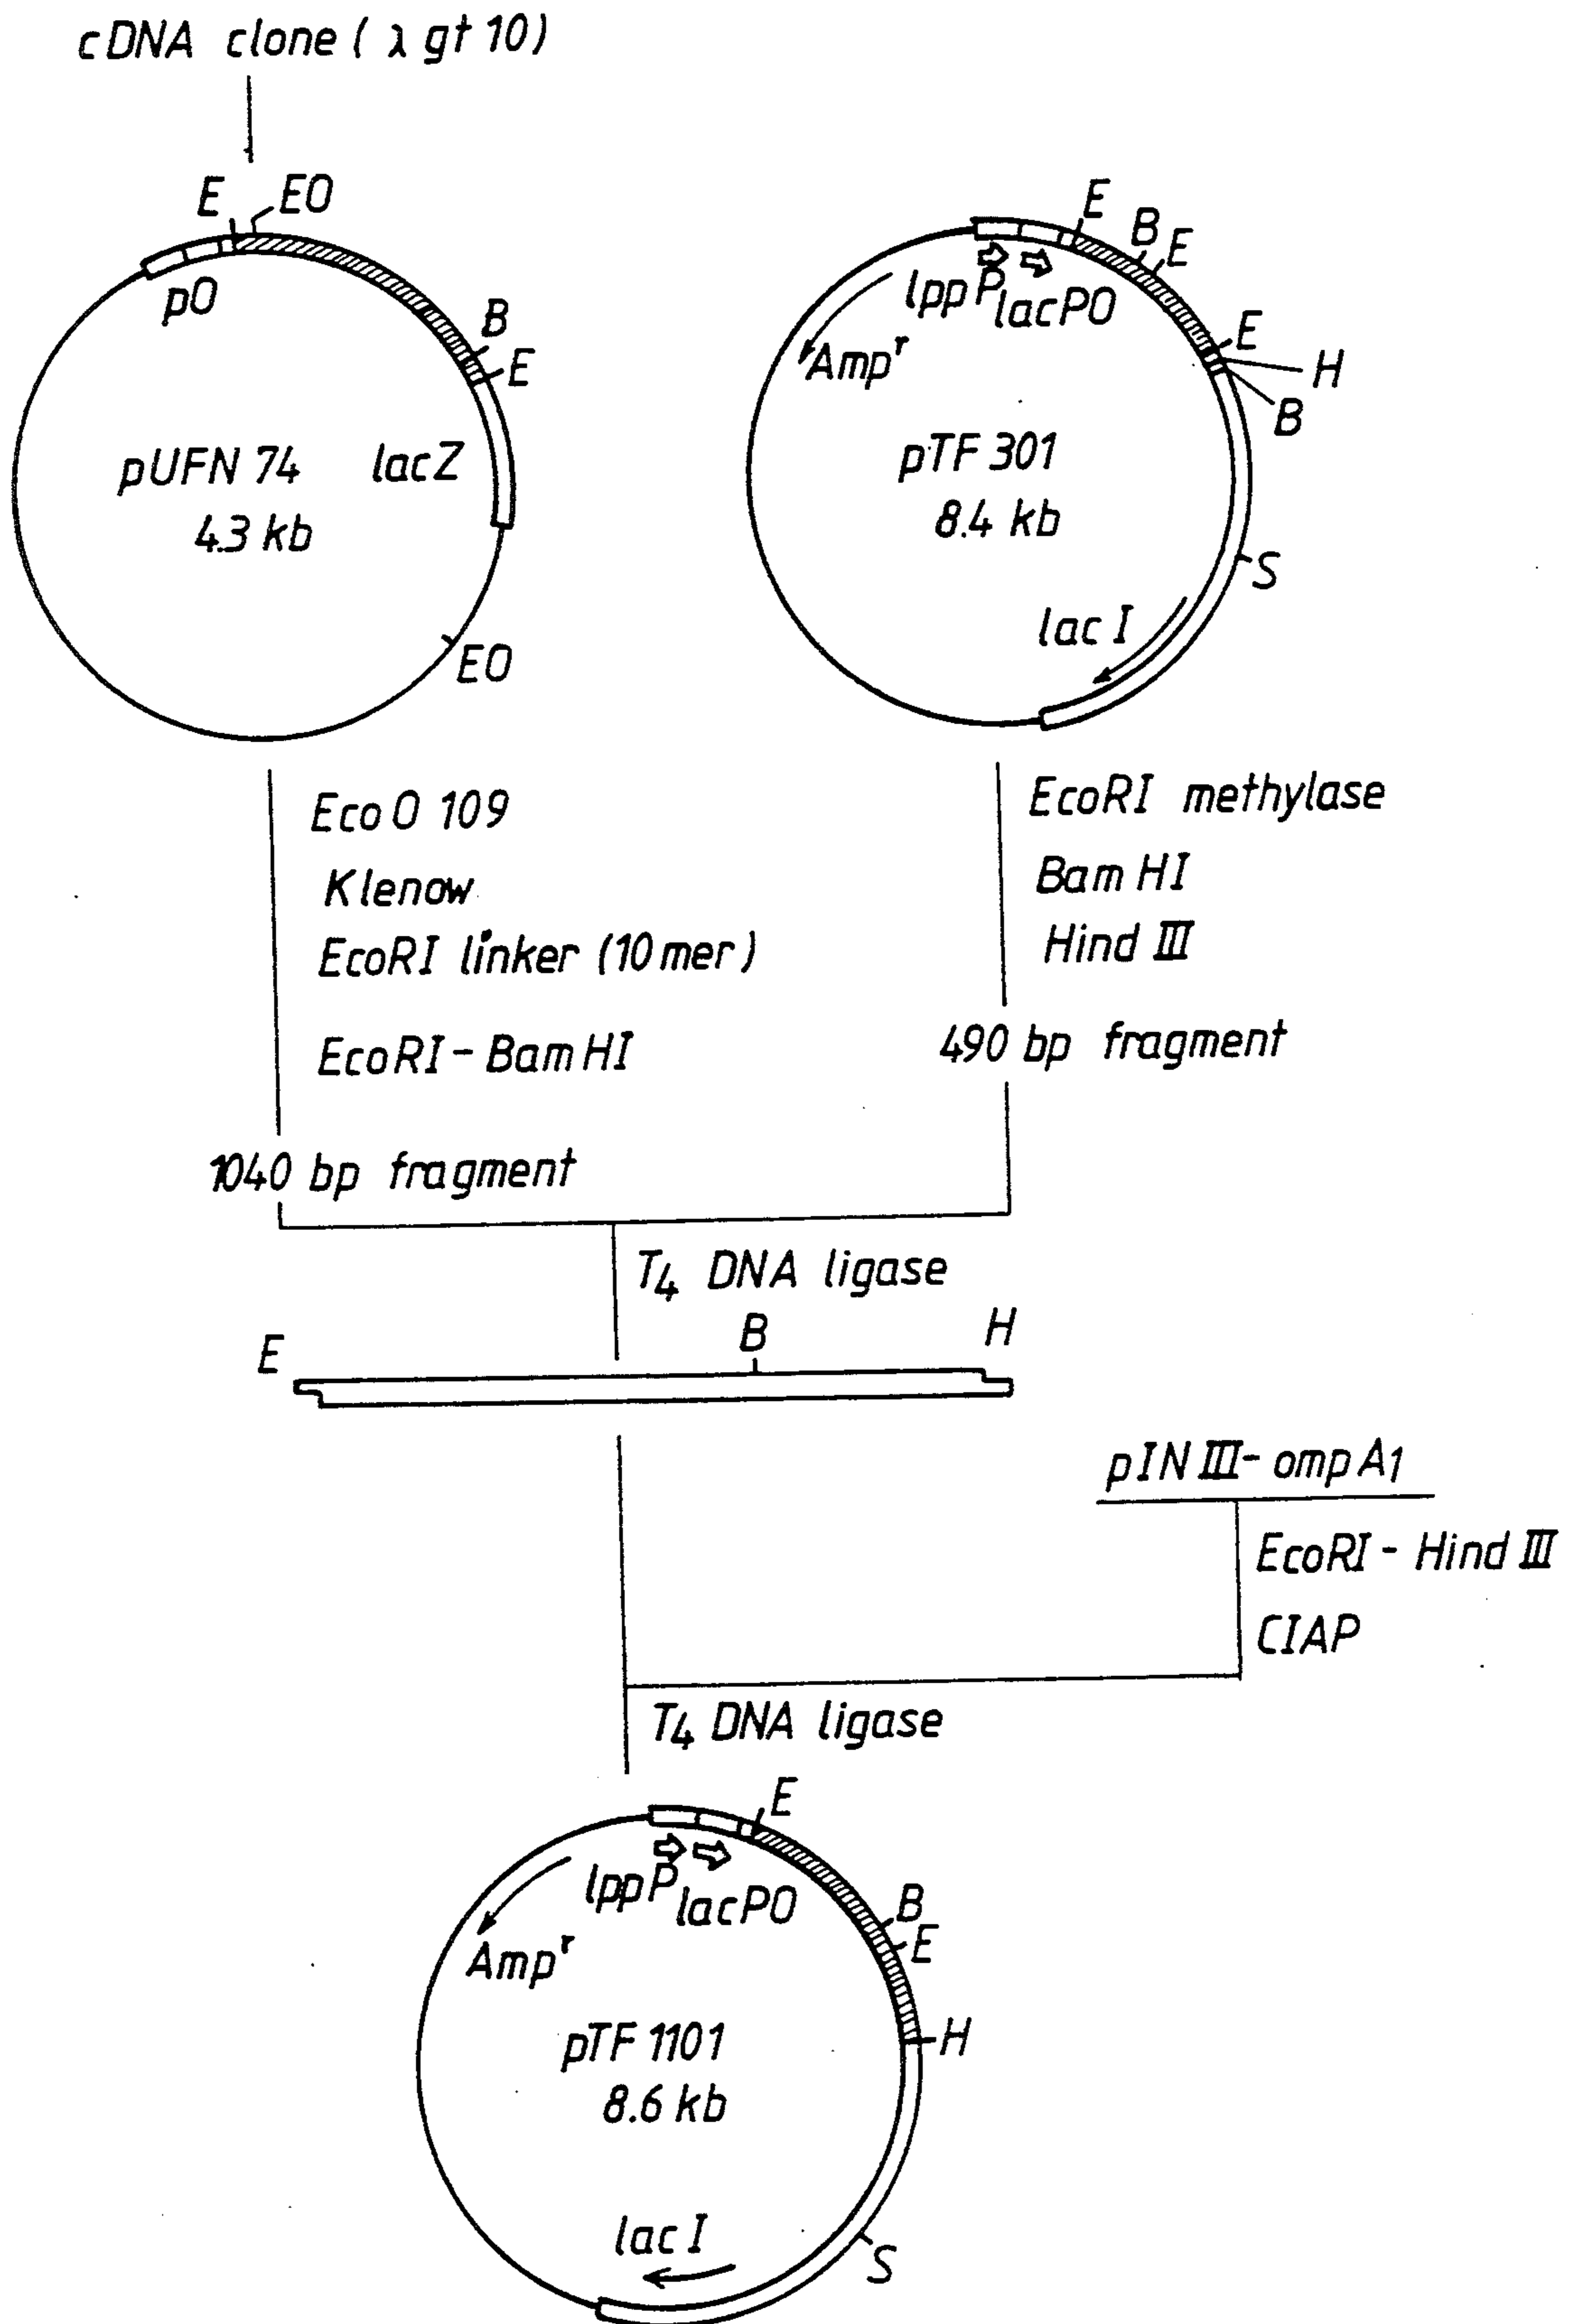 cDNA clone ( λ gt 10)
E
EO
pO
B
E
lacZ
pUFN 74
4.3 kb
EO
E
B
E
lppP
lacPO
Ampʳ
E
H
B
pTF 301
8.4 kb
S
lac I
EcoO 109
Klenow
EcoRI linker (10 mer)
EcoRI - Bam HI
1040 bp fragment
EcoRI methylase
Bam HI
Hind III
490 bp fragment
T4 DNA ligase
E
B
H
pIN III - ompA1
EcoRI - Hind III
CIAP
T4 DNA ligase
E
lppP
lacPO
Ampʳ
B
E
H
pTF 1101
8.6 kb
lac I
S